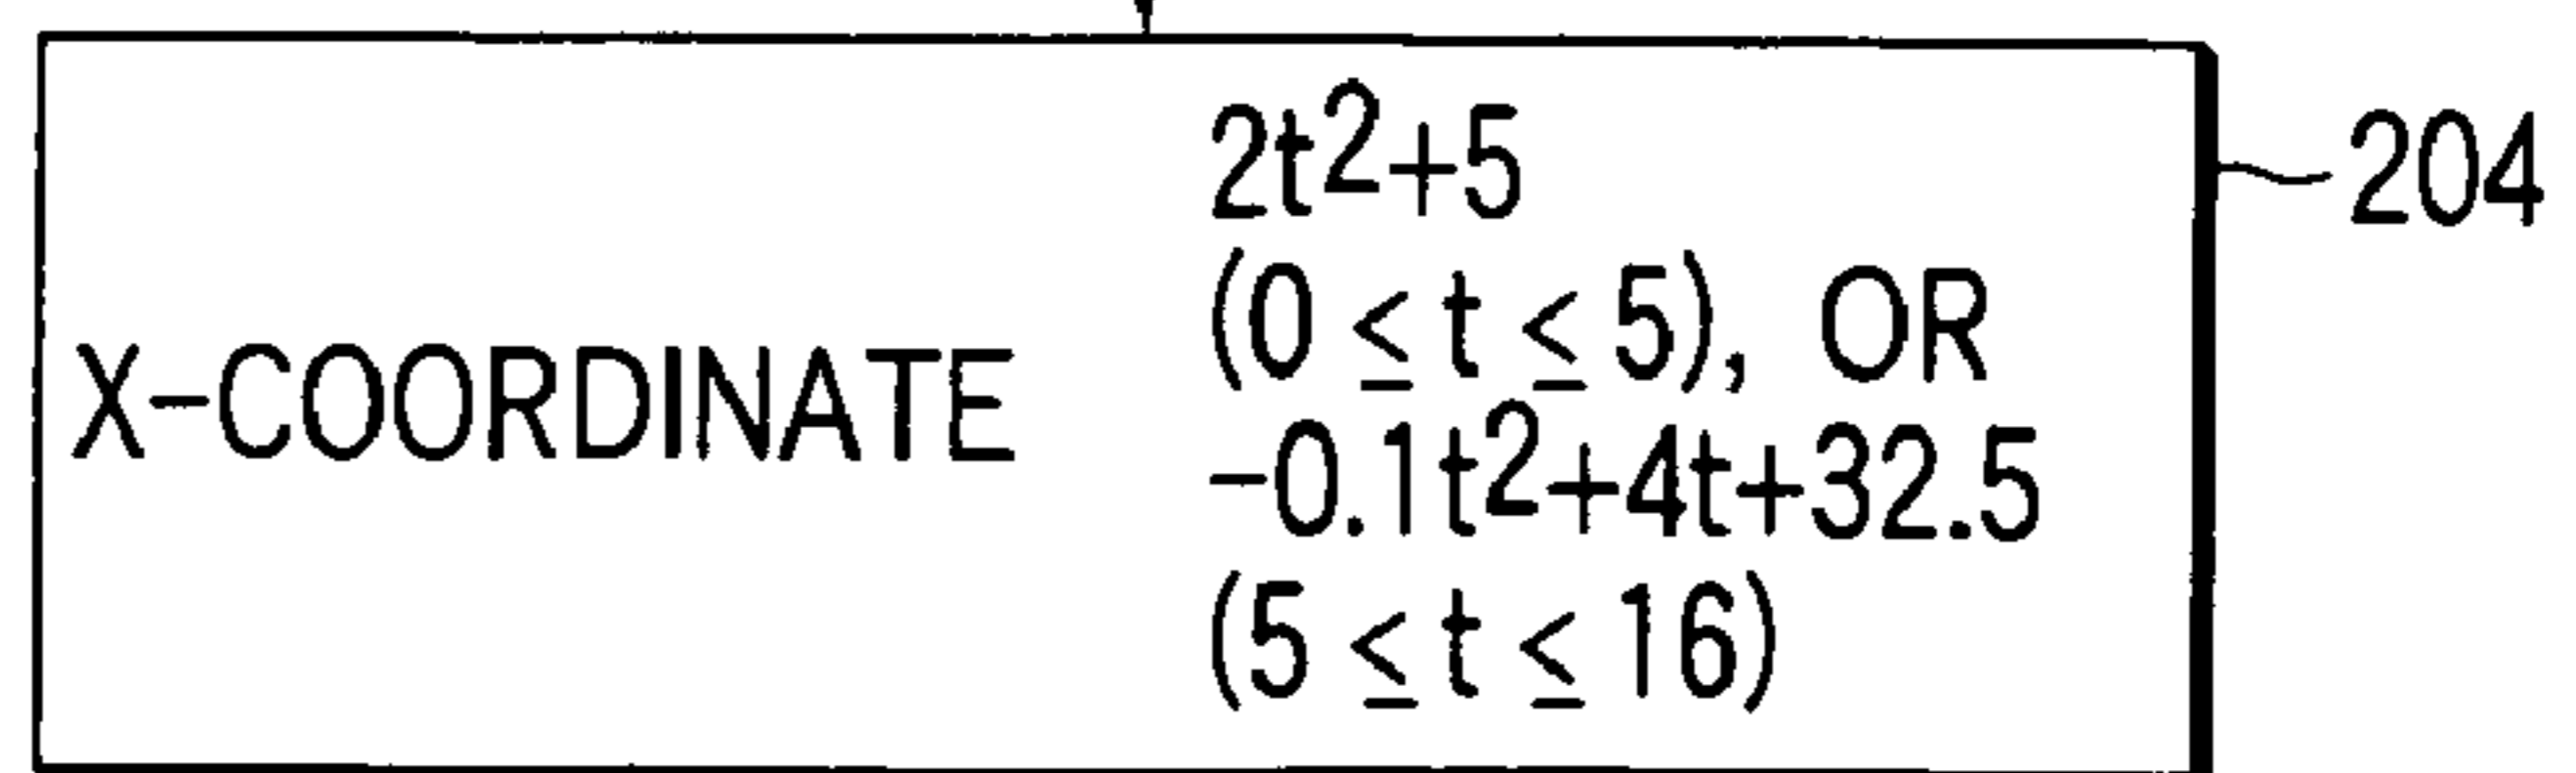 2t²+5
204
(0 ≤ t ≤ 5), OR
X-COORDINATE
-0.1t²+4t+32.5
(5 ≤ t ≤ 16)